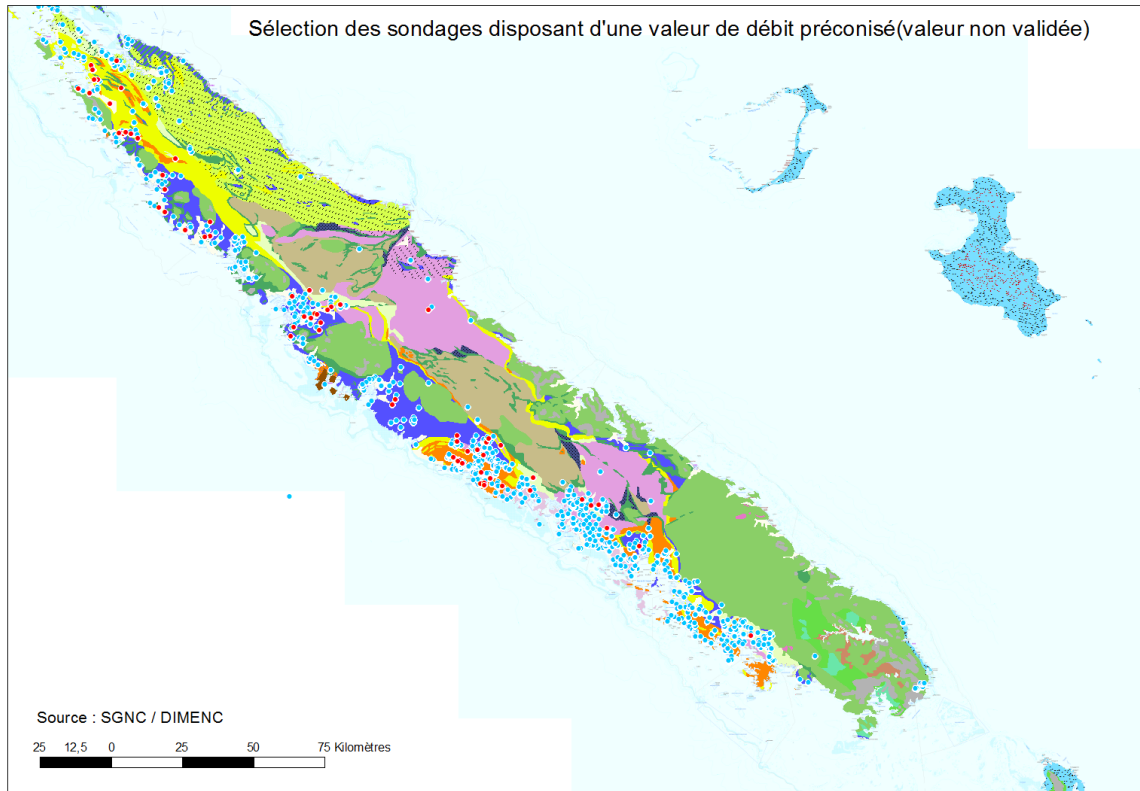 Sélection des sondages disposant d'une valeur de débit préconisé(valeur non validée)
Source : SGNC / DIMENC
25 12,5 0 25 50 75 Kilomètres